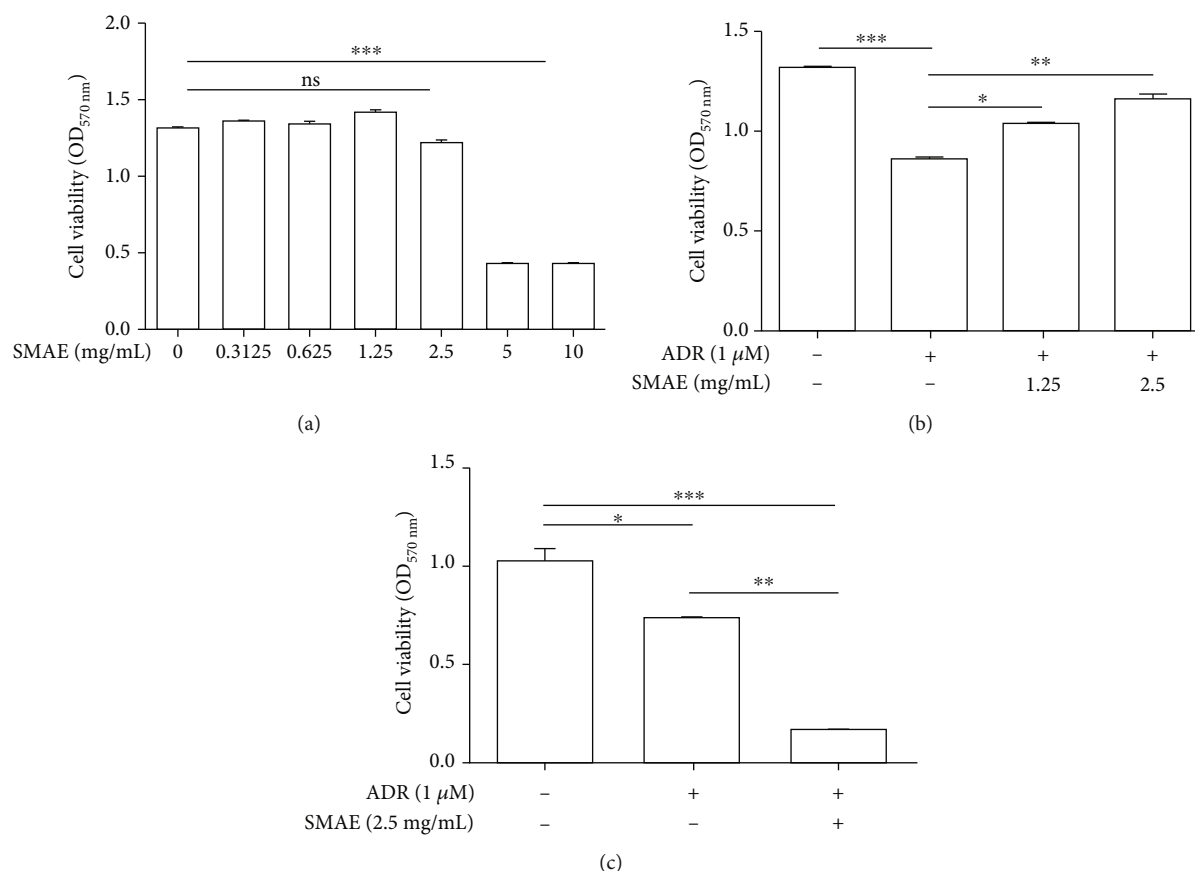 2.0
1.5
1.0
0.5
0.0
Cell viability (OD570 nm)
***
ns
SMAE (mg/mL) 0 0.3125 0.625 1.25 2.5 5 10
(a)
1.5
1.0
0.5
0.0
Cell viability (OD570 nm)
***
**
*
ADR (1 μM) – + + +
SMAE (mg/mL) – – 1.25 2.5
(b)
1.5
1.0
0.5
0.0
Cell viability (OD570 nm)
***
*
**
ADR (1 μM) – + +
SMAE (2.5 mg/mL) – – +
(c)